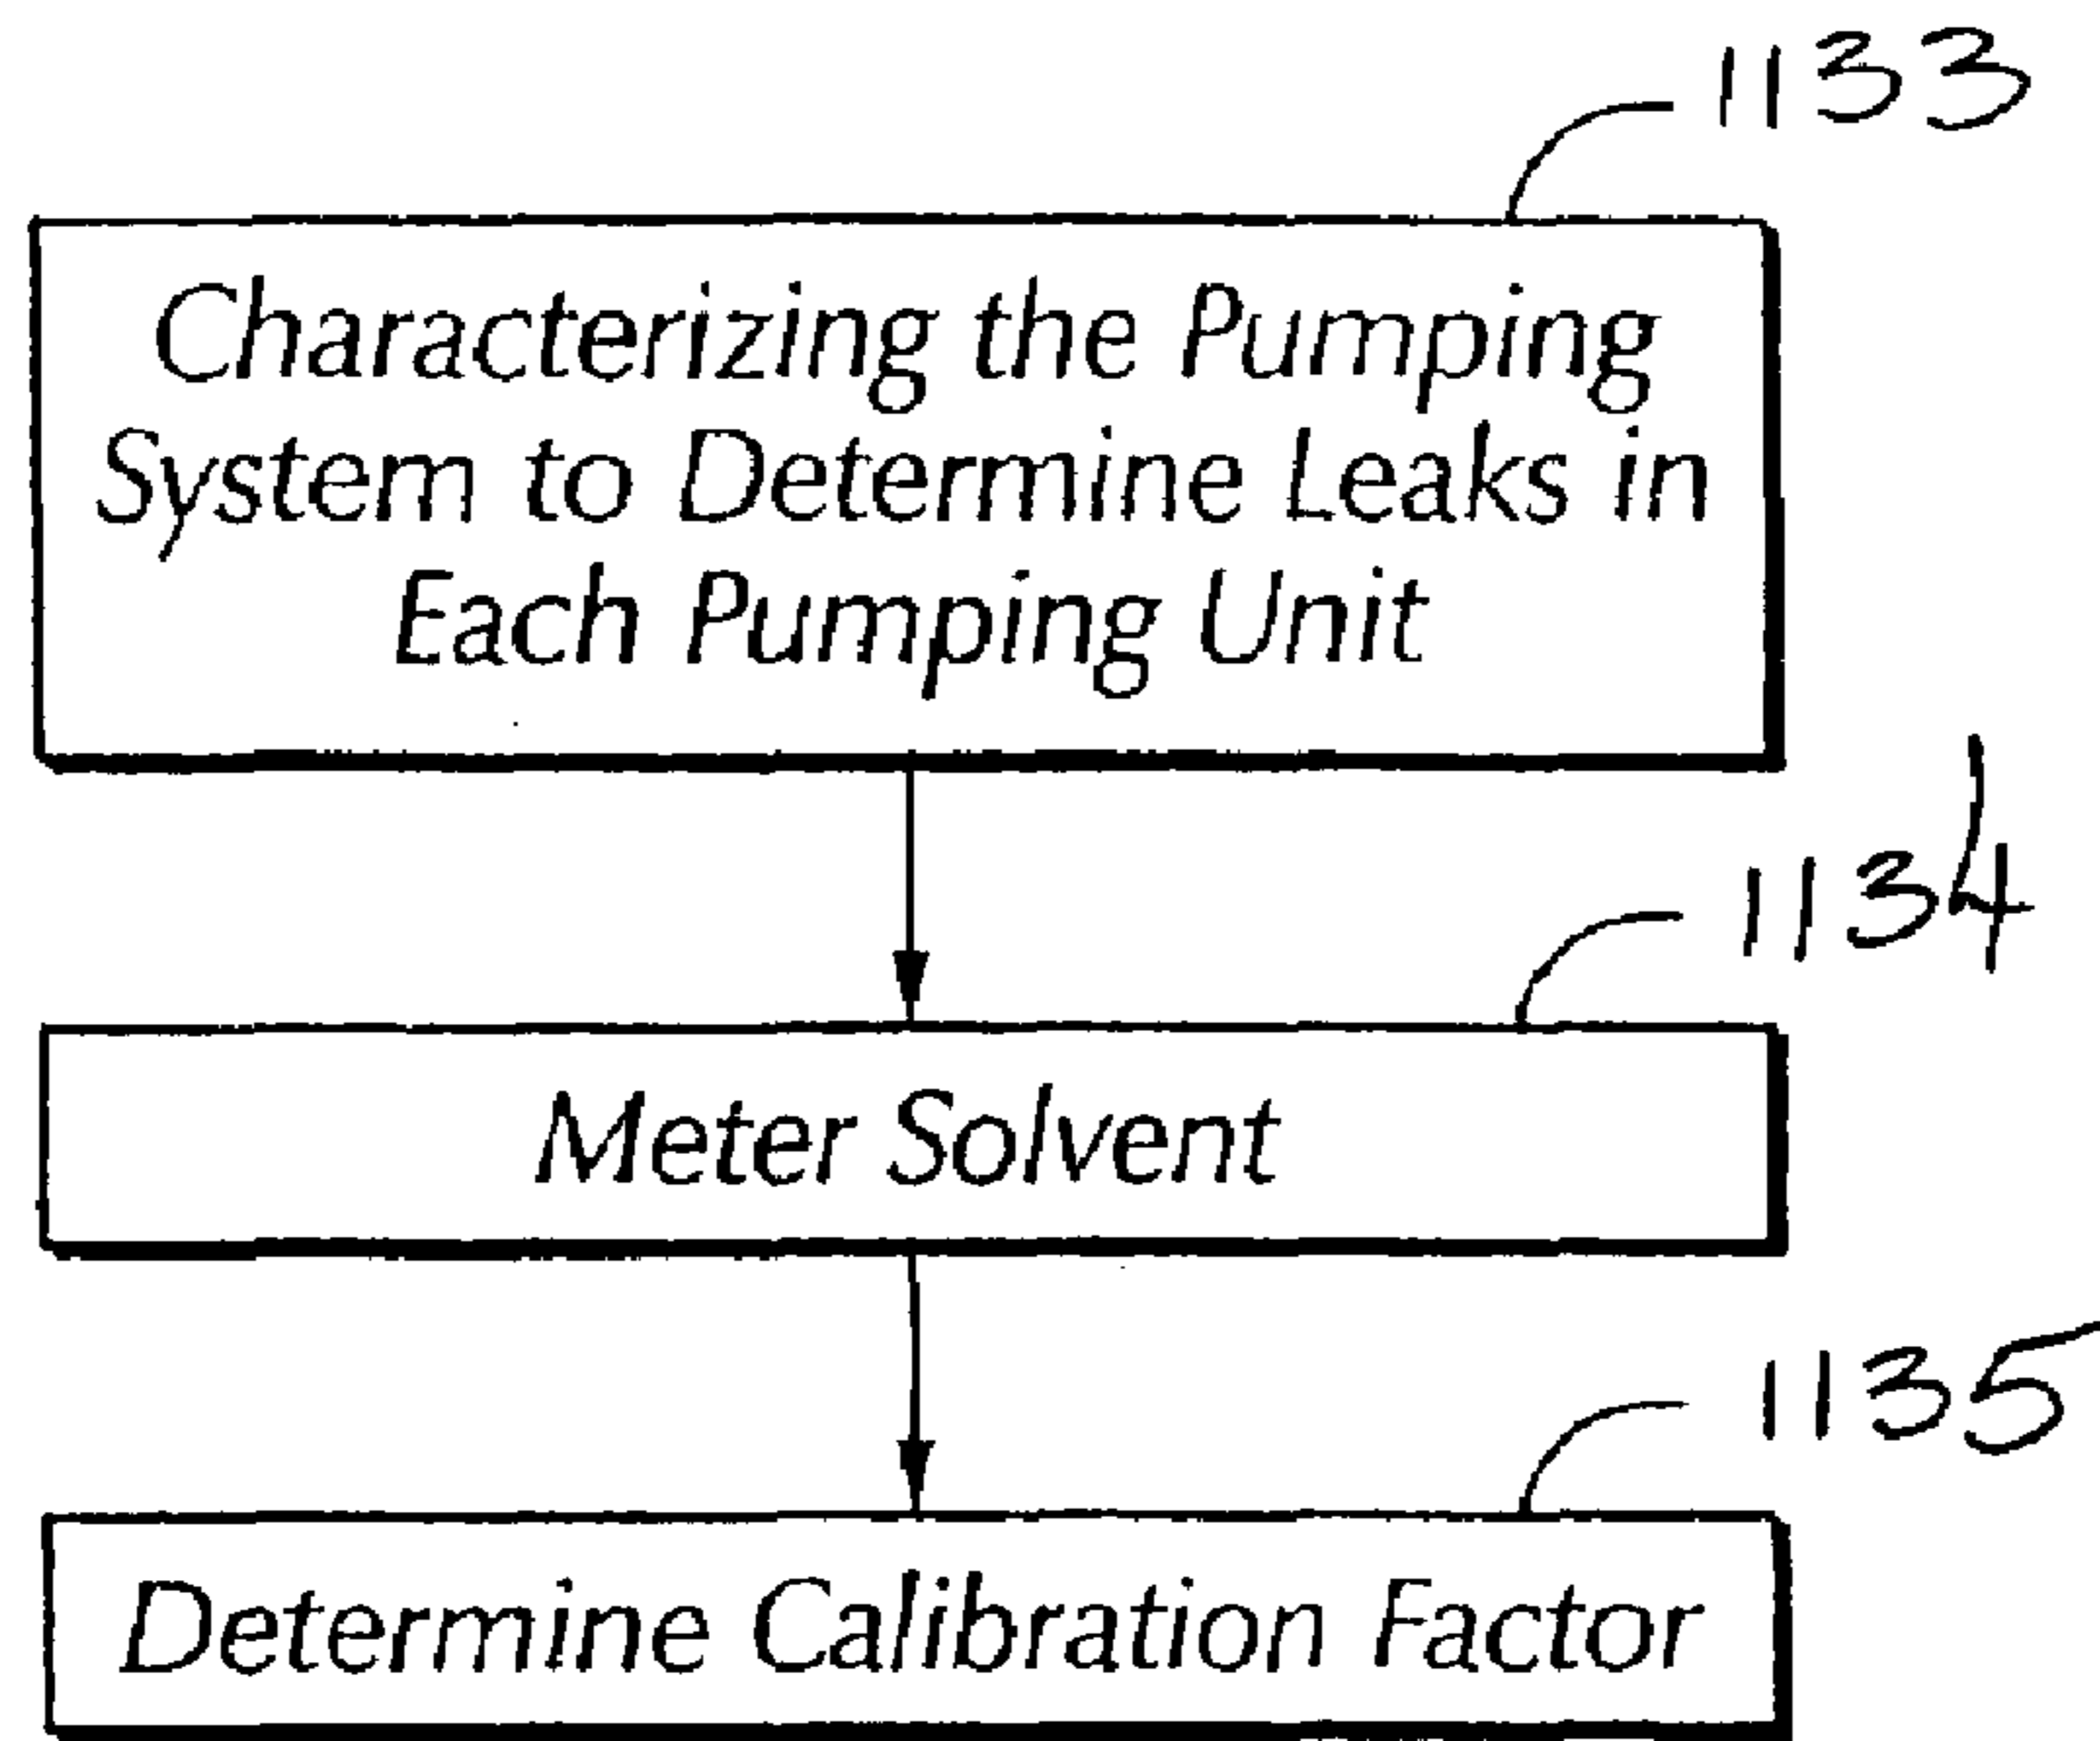 1133
Characterizing the Pumping
System to Determine Leaks in
Each Pumping Unit
1134
Meter Solvent
1135
Determine Calibration Factor